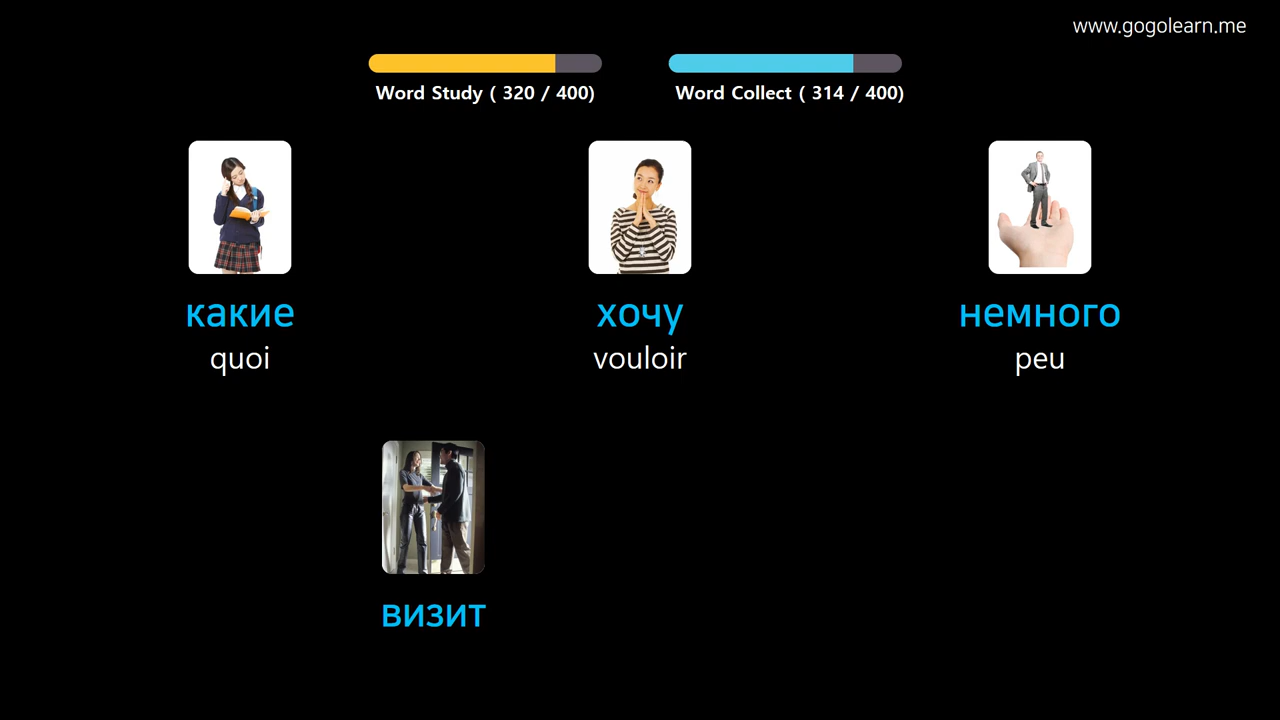 www.gogolearn.me
Word Study ( 320 / 400)
Word Collect ( 314 / 400)
какие
хочу
немного
quoi
vouloir
peu
визит